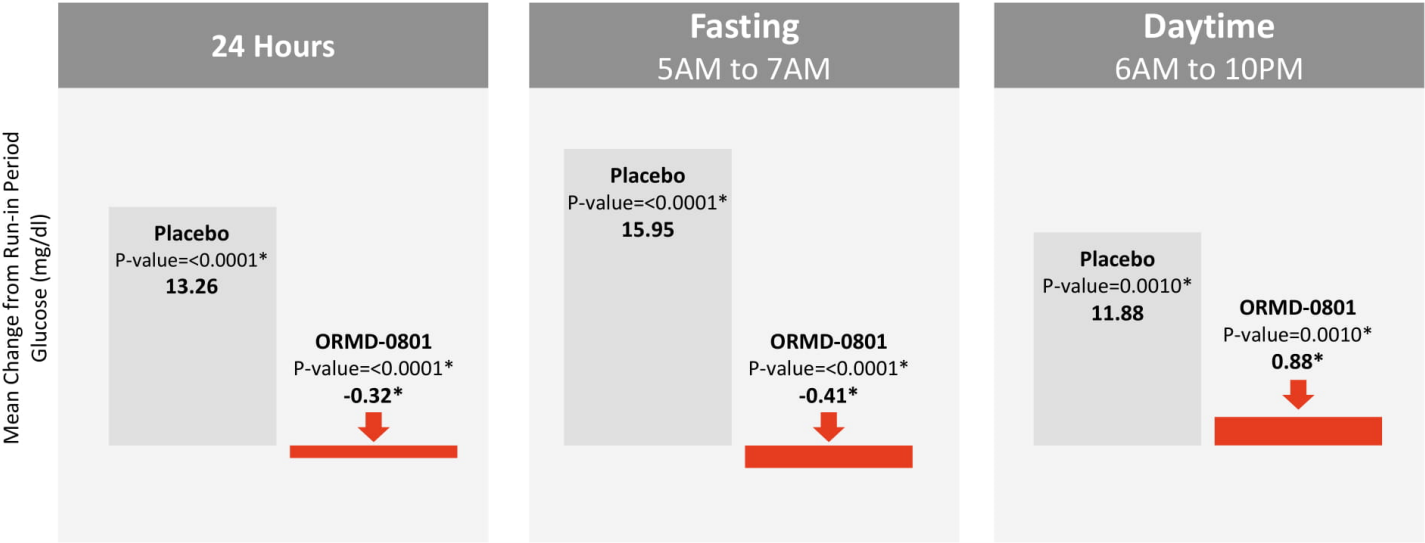 Mean Change from Run-in Period
Glucose (mg/dl)
24 Hours
Placebo
P-value=<0.0001*
13.26
ORMD-0801
P-value=<0.0001*
-0.32*
Fasting
5AM to 7AM
Placebo
P-value=<0.0001*
15.95
ORMD-0801
P-value=<0.0001*
-0.41*
Daytime
6AM to 10PM
Placebo
P-value=0.0010*
11.88
ORMD-0801
P-value=0.0010*
0.88*